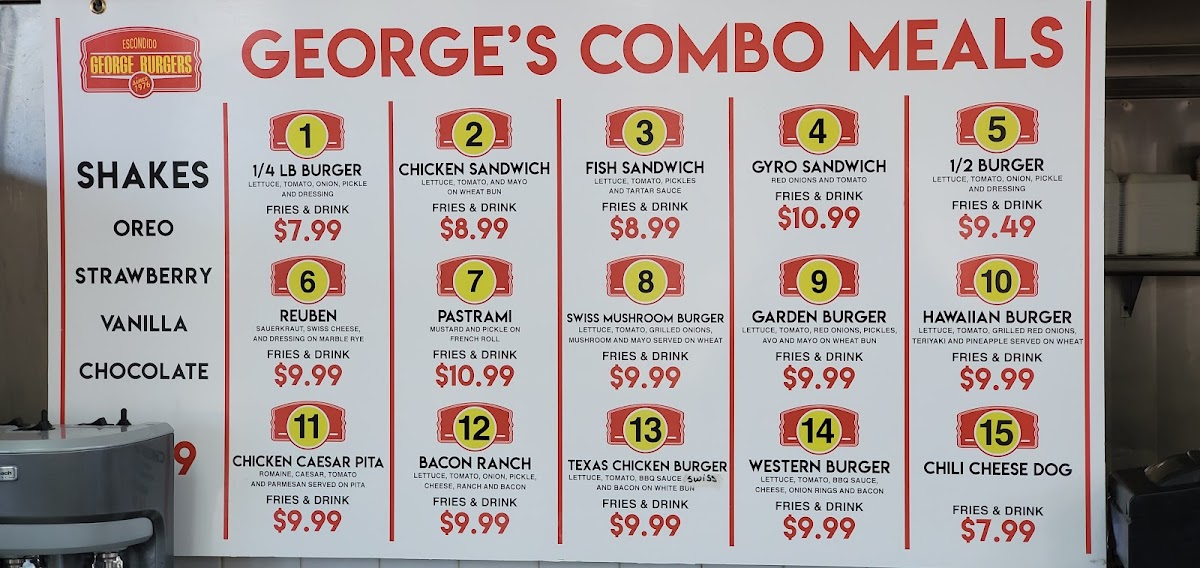 ESCONDIDO
GEORGE BURGERS
SINCE
1976
GEORGE'S COMBO MEALS
SHAKES
OREO
STRAWBERRY
VANILLA
CHOCOLATE
9
1
1/4 LB BURGER
LETTUCE, TOMATO, ONION, PICKLE
AND DRESSING
FRIES & DRINK
$7.99
2
CHICKEN SANDWICH
LETTUCE, TOMATO, AND MAYO
ON WHEAT BUN
FRIES & DRINK
$8.99
3
FISH SANDWICH
LETTUCE, TOMATO, PICKLES
AND TARTAR SAUCE
FRIES & DRINK
$8.99
4
GYRO SANDWICH
RED ONIONS AND TOMATO
FRIES & DRINK
$10.99
5
1/2 BURGER
LETTUCE, TOMATO, ONION, PICKLE
AND DRESSING
FRIES & DRINK
$9.49
6
REUBEN
SAUERKRAUT, SWISS CHEESE,
AND DRESSING ON MARBLE RYE
FRIES & DRINK
$9.99
7
PASTRAMI
MUSTARD AND PICKLE ON
FRENCH ROLL
FRIES & DRINK
$10.99
8
SWISS MUSHROOM BURGER
LETTUCE, TOMATO, GRILLED ONIONS,
MUSHROOM AND MAYO SERVED ON WHEAT
FRIES & DRINK
$9.99
9
GARDEN BURGER
LETTUCE, TOMATO, RED ONIONS, PICKLES,
AVO AND MAYO ON WHEAT BUN
FRIES & DRINK
$9.99
10
HAWAIIAN BURGER
LETTUCE, TOMATO, GRILLED RED ONIONS,
TERIYAKI AND PINEAPPLE SERVED ON WHEAT
FRIES & DRINK
$9.99
11
CHICKEN CAESAR PITA
ROMAINE, CAESAR, TOMATO
AND PARMESAN SERVED ON PITA
FRIES & DRINK
$9.99
12
BACON RANCH
LETTUCE, TOMATO, ONION, PICKLE,
CHEESE, RANCH AND BACON
FRIES & DRINK
$9.99
13
TEXAS CHICKEN BURGER
LETTUCE, TOMATO, BBQ SAUCE swiss
AND BACON ON WHITE BUN
FRIES & DRINK
$9.99
14
WESTERN BURGER
LETTUCE, TOMATO, BBQ SAUCE,
CHEESE, ONION RINGS AND BACON
FRIES & DRINK
$9.99
15
CHILI CHEESE DOG
FRIES & DRINK
$7.99